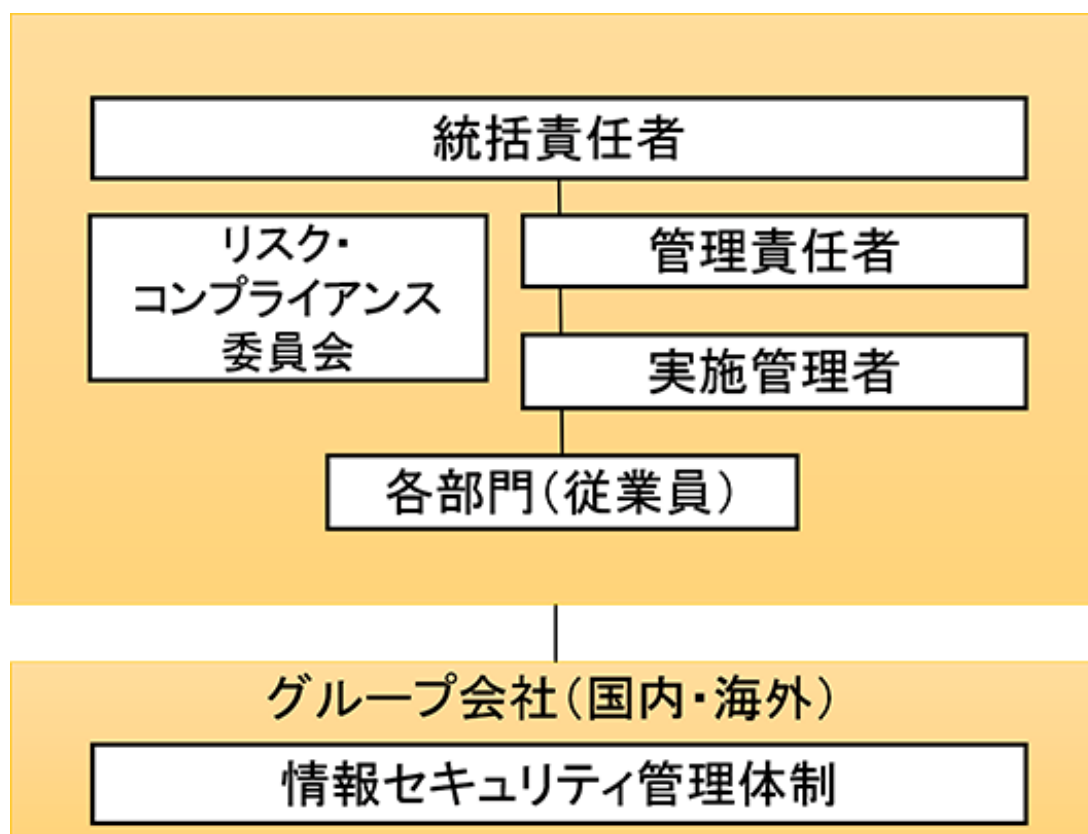 統括責任者
リスク・
コンプライアンス
委員会
管理責任者
実施管理者
各部門(従業員)
グループ会社(国内・海外)
情報セキュリティ管理体制